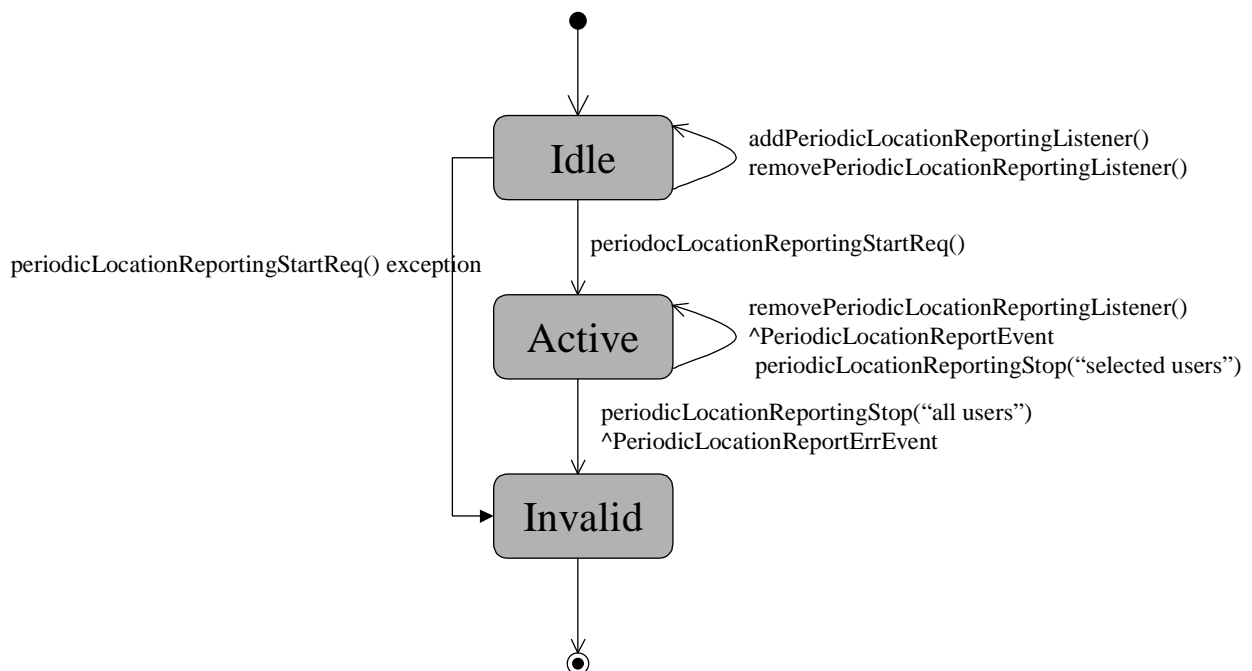 Idle
addPeriodicLocationReportingListener()
removePeriodicLocationReportingListener()
periodocLocationReportingStartReq()
periodicLocationReportingStartReq() exception
Active
removePeriodicLocationReportingListener()
^PeriodicLocationReportEvent
periodicLocationReportingStop(“selected users”)
periodicLocationReportingStop(“all users”)
^PeriodicLocationReportErrEvent
Invalid